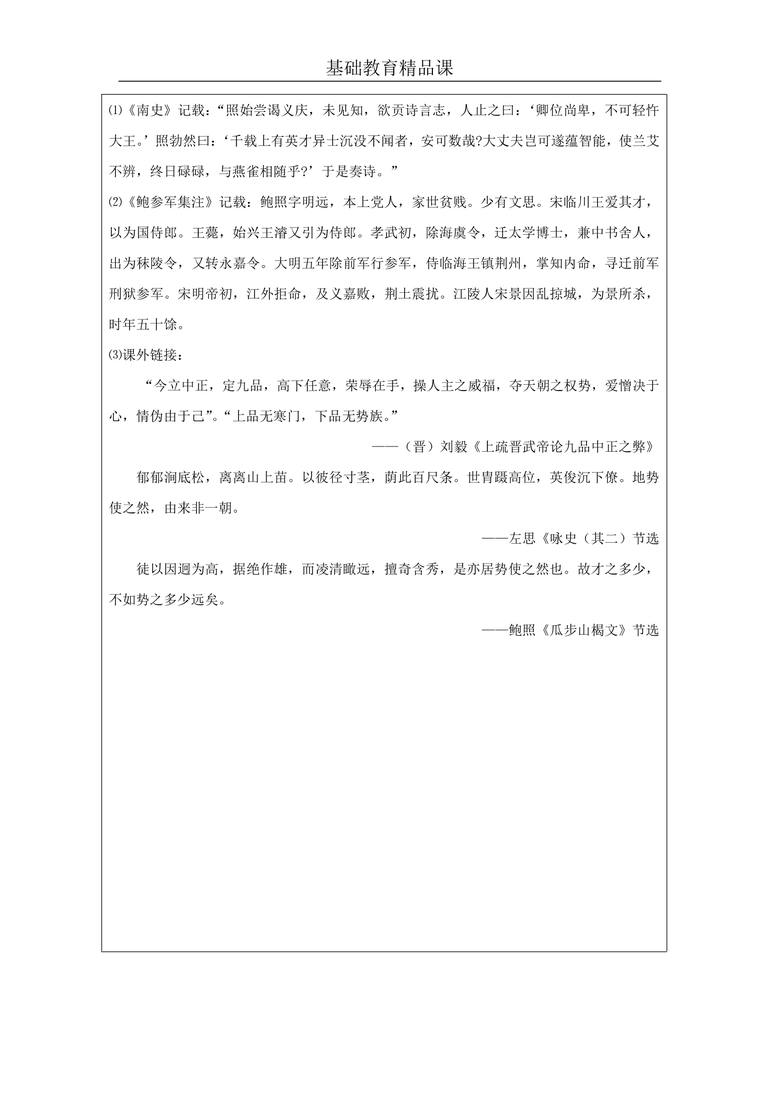 基础教育精品课
⑴《南史》记载：“照始尝谒义庆，未见知，欲贡诗言志，人止之曰：‘卿位尚卑，不可轻忤
大王。’照勃然曰：‘千载上有英才异士沉没不闻者，安可数哉?大丈夫岂可遂蕴智能，使兰艾
不辨，终日碌碌，与燕雀相随乎?’于是奏诗。”
⑵《鲍参军集注》记载：鲍照字明远，本上党人，家世贫贱。少有文思。宋临川王爱其才，
以为国侍郎。王薨，始兴王濬又引为侍郎。孝武初，除海虞令，迁太学博士，兼中书舍人，
出为秣陵令，又转永嘉令。大明五年除前军行参军，侍临海王镇荆州，掌知内命，寻迁前军
刑狱参军。宋明帝初，江外拒命，及义嘉败，荆土震扰。江陵人宋景因乱掠城，为景所杀，
时年五十馀。
⑶课外链接：
“今立中正，定九品，高下任意，荣辱在手，操人主之威福，夺天朝之权势，爱憎决于
心，情伪由于己”。“上品无寒门，下品无势族。”
——（晋）刘毅《上疏晋武帝论九品中正之弊》
郁郁涧底松，离离山上苗。以彼径寸茎，荫此百尺条。世胄蹑高位，英俊沉下僚。地势
使之然，由来非一朝。
——左思《咏史（其二）节选
徒以因迥为高，据绝作雄，而凌清瞰远，擅奇含秀，是亦居势使之然也。故才之多少，
不如势之多少远矣。
——鲍照《瓜步山楬文》节选